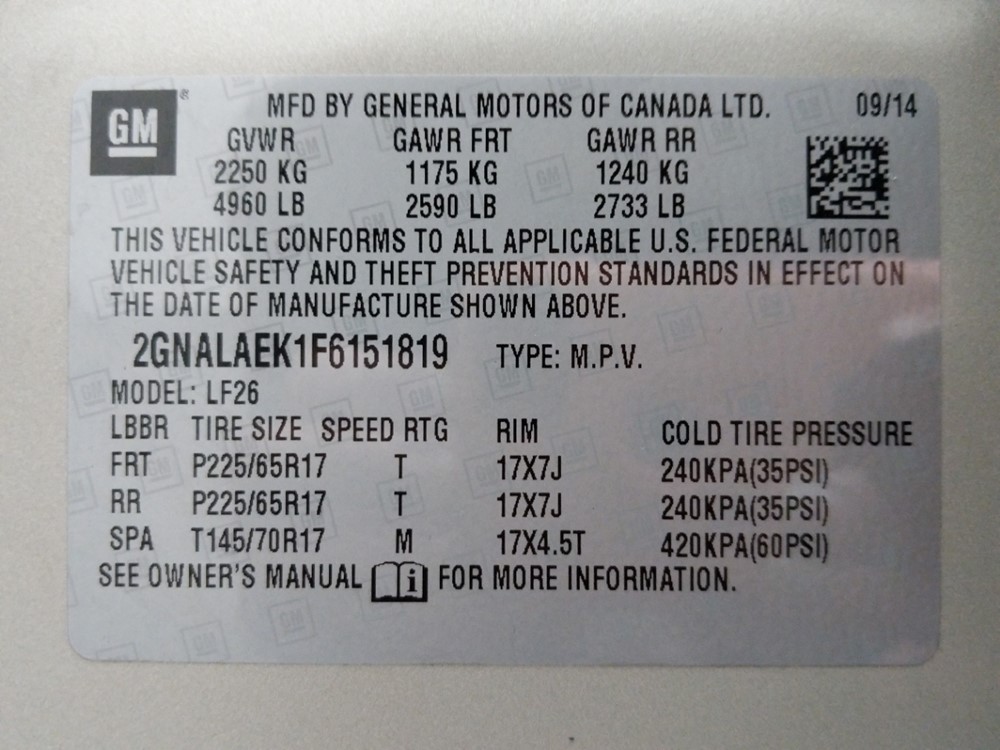 GM®
MFD BY GENERAL MOTORS OF CANADA LTD. 09/14
GVWR GAWR FRT GAWR RR
2250 KG 1175 KG 1240 KG
4960 LB 2590 LB 2733 LB
THIS VEHICLE CONFORMS TO ALL APPLICABLE U.S. FEDERAL MOTOR
VEHICLE SAFETY AND THEFT PREVENTION STANDARDS IN EFFECT ON
THE DATE OF MANUFACTURE SHOWN ABOVE.
2GNALAEK1F6151819 TYPE: M.P.V.
MODEL: LF26
LBBR TIRE SIZE SPEED RTG RIM COLD TIRE PRESSURE
FRT P225/65R17 T 17X7J 240KPA(35PSI)
RR P225/65R17 T 17X7J 240KPA(35PSI)
SPA T145/70R17 M 17X4.5T 420KPA(60PSI)
SEE OWNER'S MANUAL i FOR MORE INFORMATION.